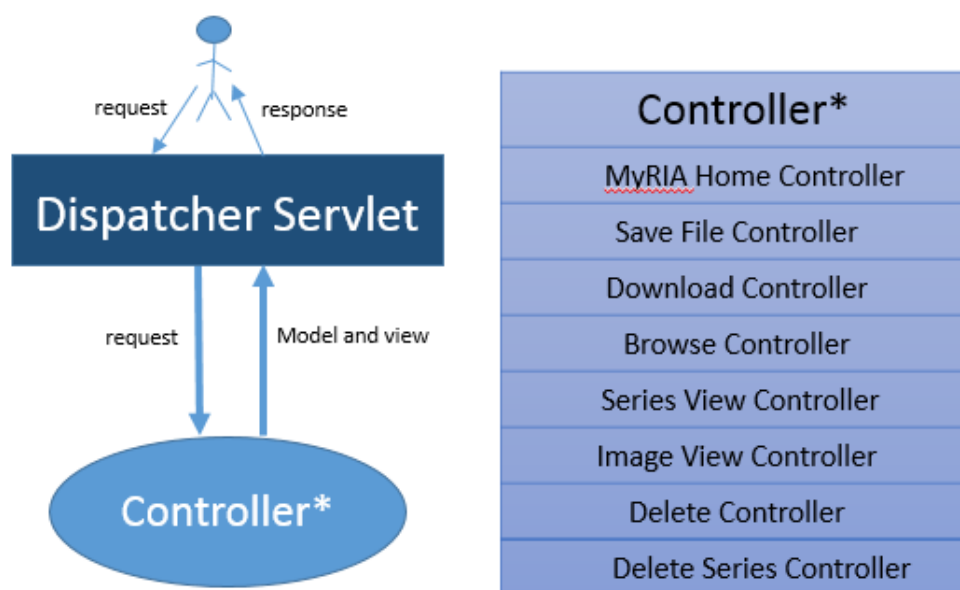 request
response
Dispatcher Servlet
request
Model and view
Controller*
Controller*
MyRIA Home Controller
Save File Controller
Download Controller
Browse Controller
Series View Controller
Image View Controller
Delete Controller
Delete Series Controller